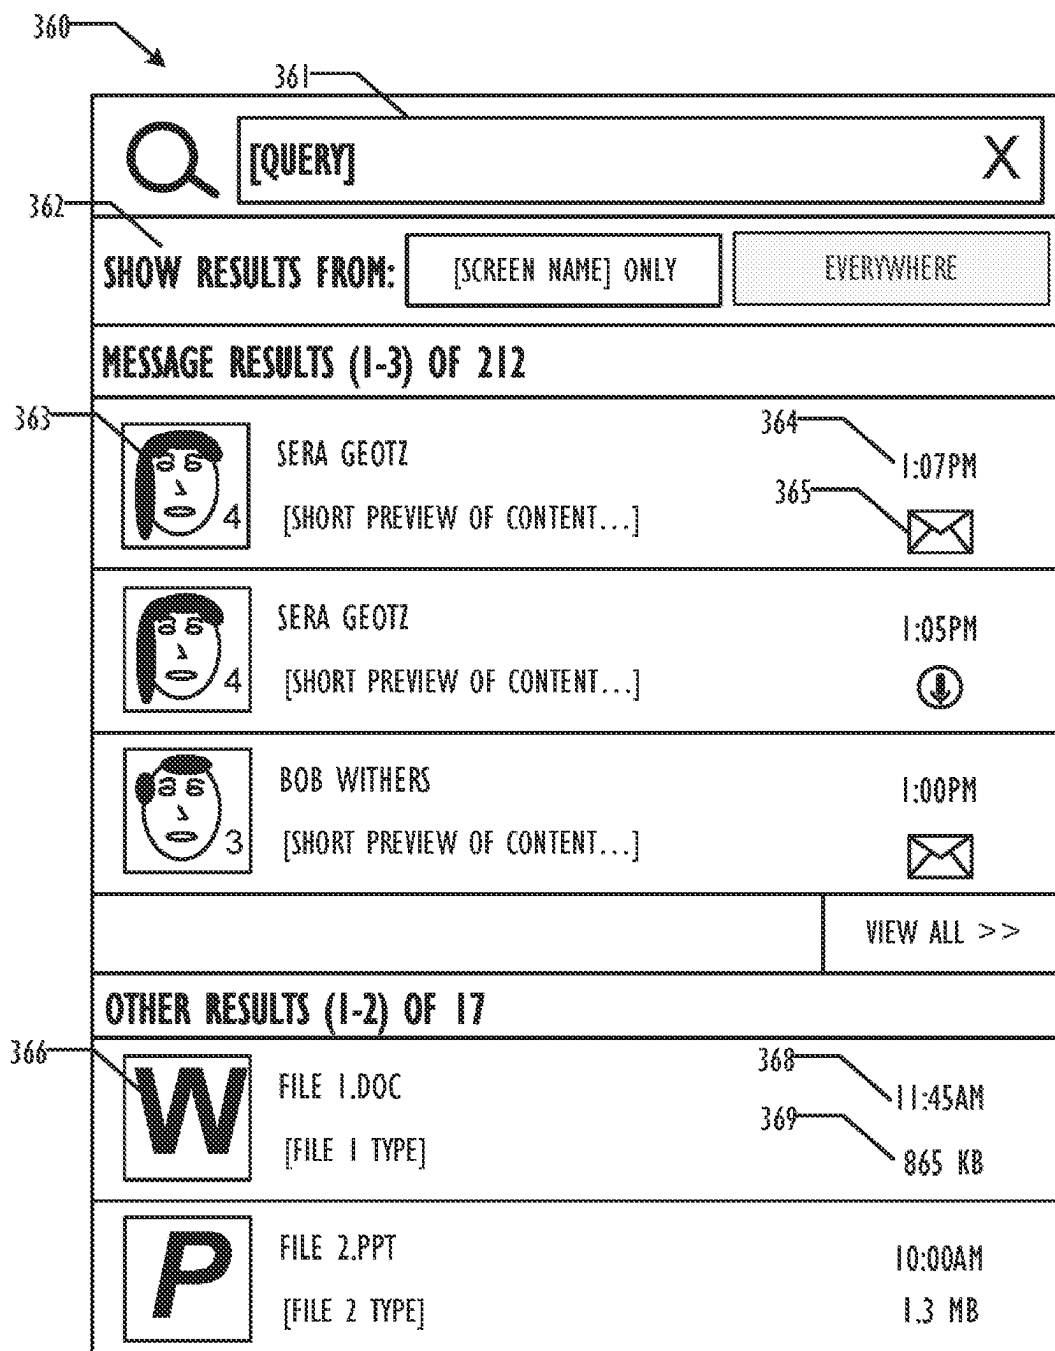 360
361
[QUERY] X
362
SHOW RESULTS FROM: [SCREEN NAME] ONLY EVERYWHERE
MESSAGE RESULTS (1-3) OF 212
363
364
SERA GEOTZ 1:07PM
365
4 [SHORT PREVIEW OF CONTENT...]
SERA GEOTZ 1:05PM
4 [SHORT PREVIEW OF CONTENT...]
BOB WITHERS 1:00PM
3 [SHORT PREVIEW OF CONTENT...]
VIEW ALL >>
OTHER RESULTS (1-2) OF 17
366
368
W FILE 1.DOC 11:45AM
369
[FILE 1 TYPE] 865 KB
P FILE 2.PPT 10:00AM
[FILE 2 TYPE] 1.3 MB